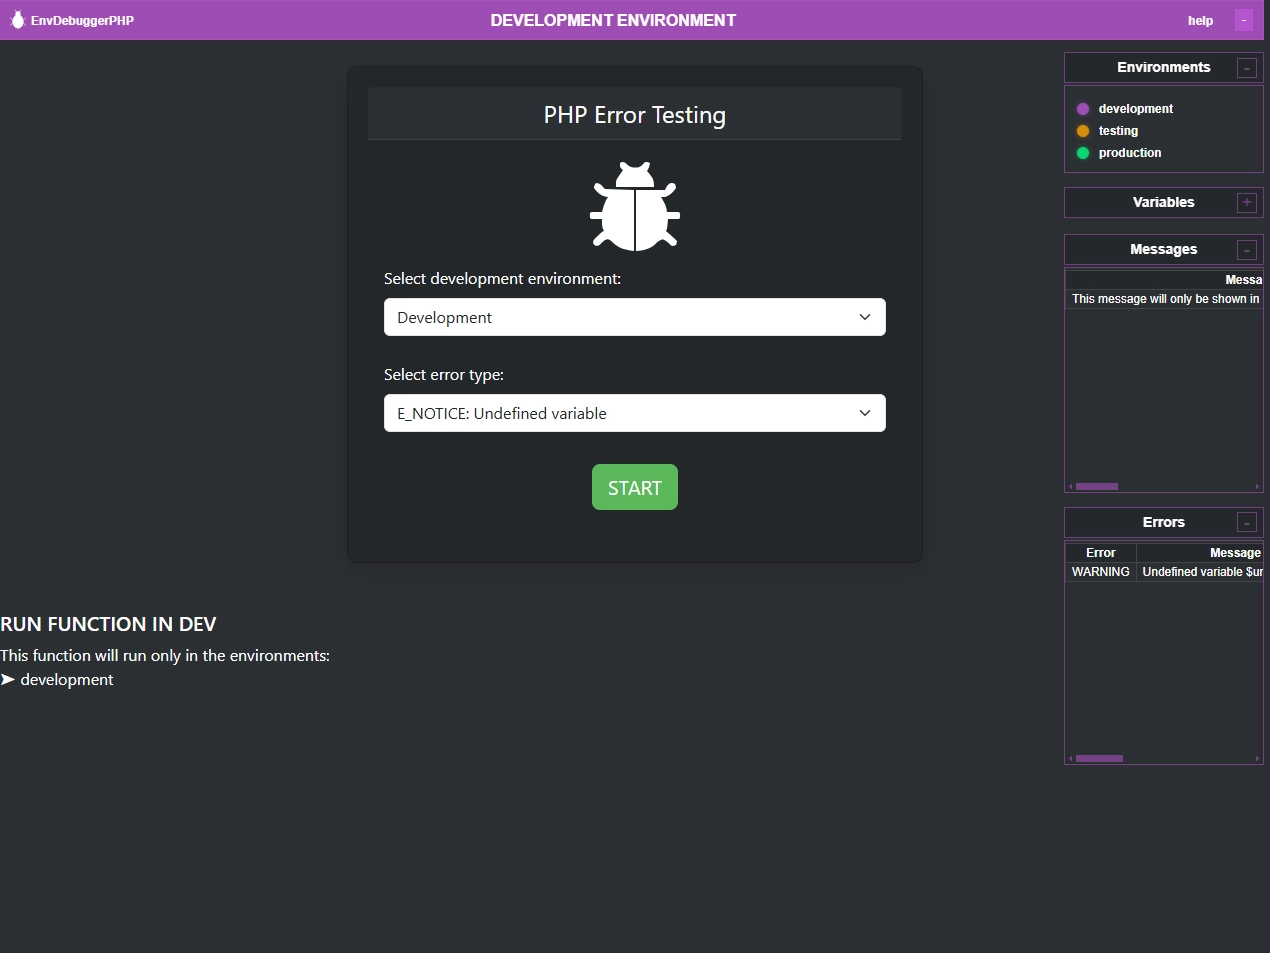 EnvDebuggerPHP
DEVELOPMENT ENVIRONMENT
help
-
Environments
-
development
testing
production
Variables
+
Messages
-
Messa
This message will only be shown in
Errors
-
Error Message
WARNING Undefined variable $ur
PHP Error Testing
Select development environment:
Development
Select error type:
E_NOTICE: Undefined variable
START
RUN FUNCTION IN DEV
This function will run only in the environments:
➤ development